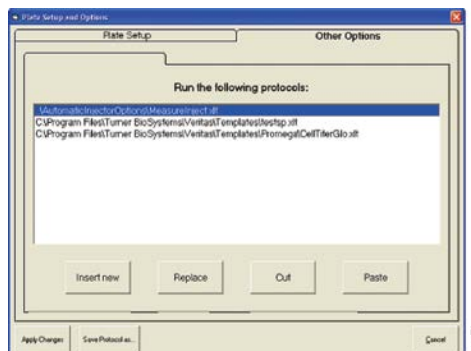 Plate Setup and Options
Plate Setup
Other Options
Run the following protocols:
\AutomaticInjectorOptions\MeasureInject.xlt
C:\Program Files\Turner BioSystems\Veritas\Templates\testsp.xlt
C:\Program Files\Turner BioSystems\Veritas\Templates\Promega\CellTiterGlo.xlt
Insert new
Replace
Cut
Paste
Apply Changes
Save Protocol as...
Cancel